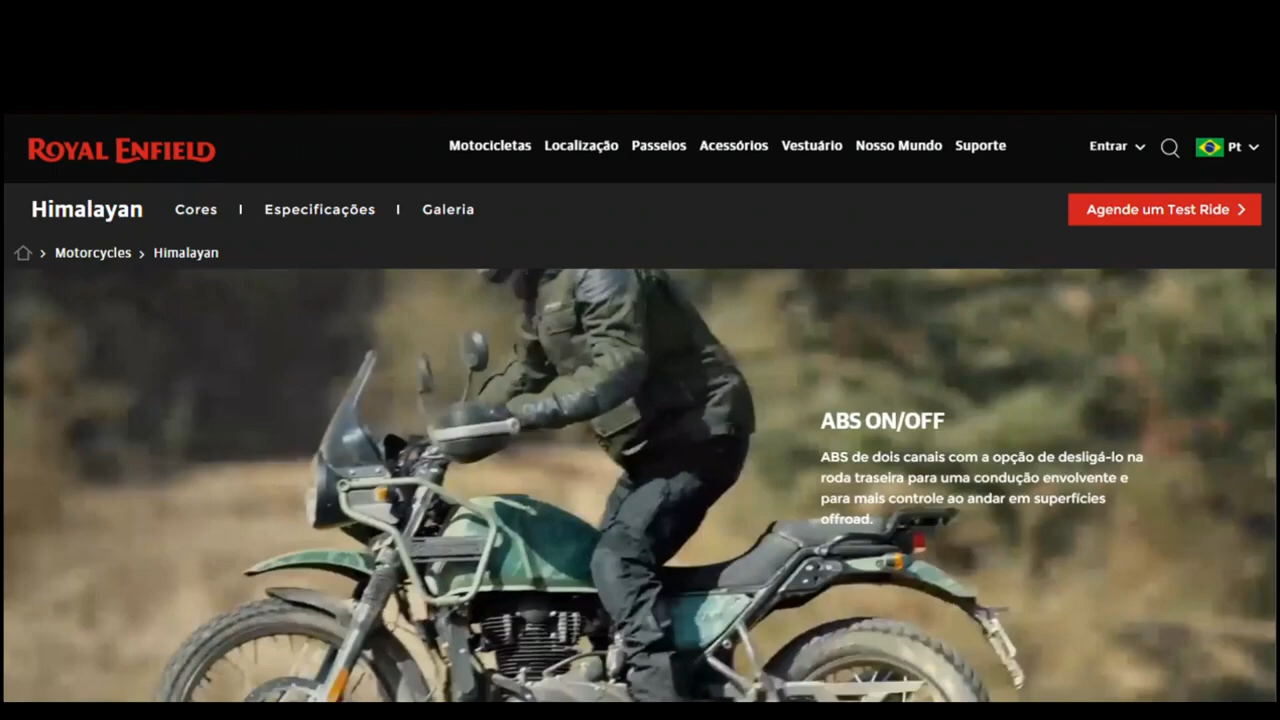 ROYAL ENFIELD
Motocicletas Localização Passeios Acessórios Vestuário Nosso Mundo Suporte
Entrar
Pt
Himalayan
Cores | Especificações | Galeria
Agende um Test Ride >
> Motorcycles > Himalayan
ABS ON/OFF
ABS de dois canais com a opção de desligá-lo na
roda traseira para uma condução envolvente e
para mais controle ao andar em superfícies
offroad.